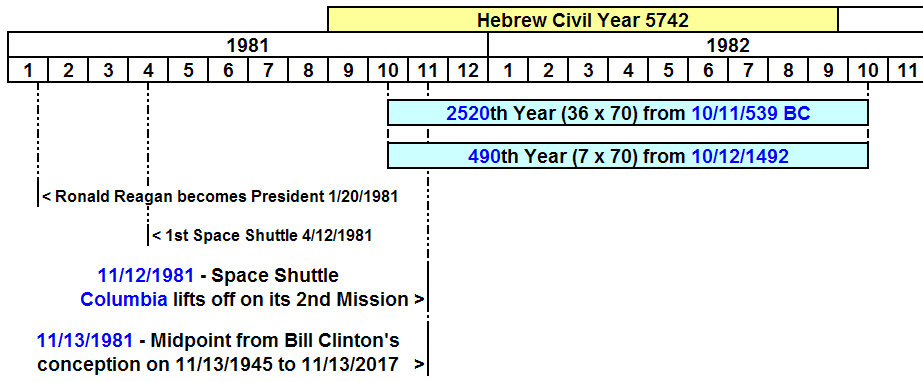 Hebrew Civil Year 5742
1981 1982
1 2 3 4 5 6 7 8 9 10 11 12 1 2 3 4 5 6 7 8 9 10 11
2520th Year (36 x 70) from 10/11/539 BC
490th Year (7 x 70) from 10/12/1492
< Ronald Reagan becomes President 1/20/1981
< 1st Space Shuttle 4/12/1981
11/12/1981 - Space Shuttle
Columbia lifts off on its 2nd Mission >
11/13/1981 - Midpoint from Bill Clinton's
conception on 11/13/1945 to 11/13/2017 >